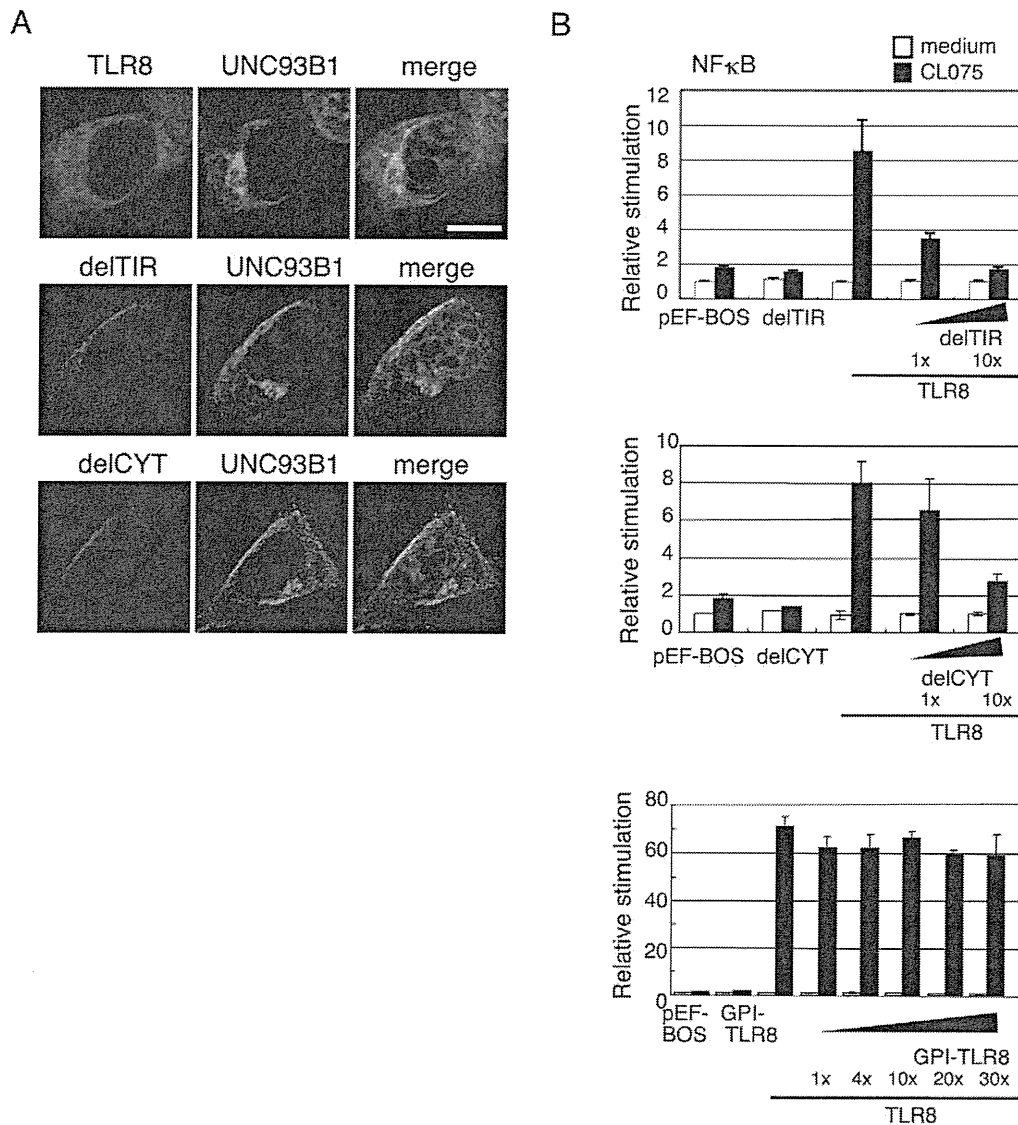 A
TLR8 UNC93B1 merge
delTIR UNC93B1 merge
delCYT UNC93B1 merge
B
medium
CL075
NFκB
Relative stimulation
12
10
8
6
4
2
0
pEF-BOS delTIR
delTIR
1x 10x
TLR8
Relative stimulation
10
8
6
4
2
0
pEF-BOS delCYT
delCYT
1x 10x
TLR8
Relative stimulation
80
60
40
20
0
pEF- GPI-
BOS TLR8
GPI-TLR8
1x 4x 10x 20x 30x
TLR8